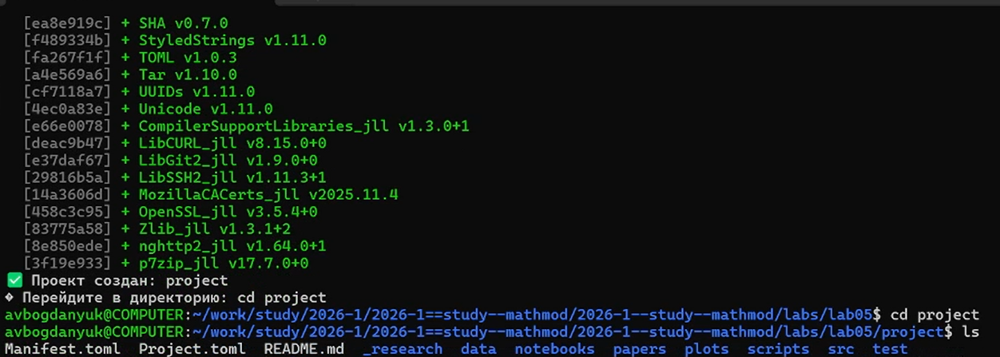 [ea8e919c] + SHA v0.7.0
[f489334b] + StyledStrings v1.11.0
[fa267f1f] + TOML v1.0.3
[a4e569a6] + Tar v1.10.0
[cf7118a7] + UUIDs v1.11.0
[4ec0a83e] + Unicode v1.11.0
[e66e0078] + CompilerSupportLibraries_jll v1.3.0+1
[deac9b47] + LibCURL_jll v8.15.0+0
[e37daf67] + LibGit2_jll v1.9.0+0
[29816b5a] + LibSSH2_jll v1.11.3+1
[14a3606d] + MozillaCACerts_jll v2025.11.4
[458c3c95] + OpenSSL_jll v3.5.4+0
[83775a58] + Zlib_jll v1.3.1+2
[8e850ede] + nghttp2_jll v1.64.0+1
[3f19e933] + p7zip_jll v17.7.0+0
✅ Проект создан: project
� Перейдите в директорию: cd project
avbogdanyuk@COMPUTER:~/work/study/2026-1/2026-1==study--mathmod/2026-1--study--mathmod/labs/lab05$ cd project
avbogdanyuk@COMPUTER:~/work/study/2026-1/2026-1==study--mathmod/2026-1--study--mathmod/labs/lab05/project$ ls
Manifest.toml Project.toml README.md _research data notebooks papers plots scripts src test